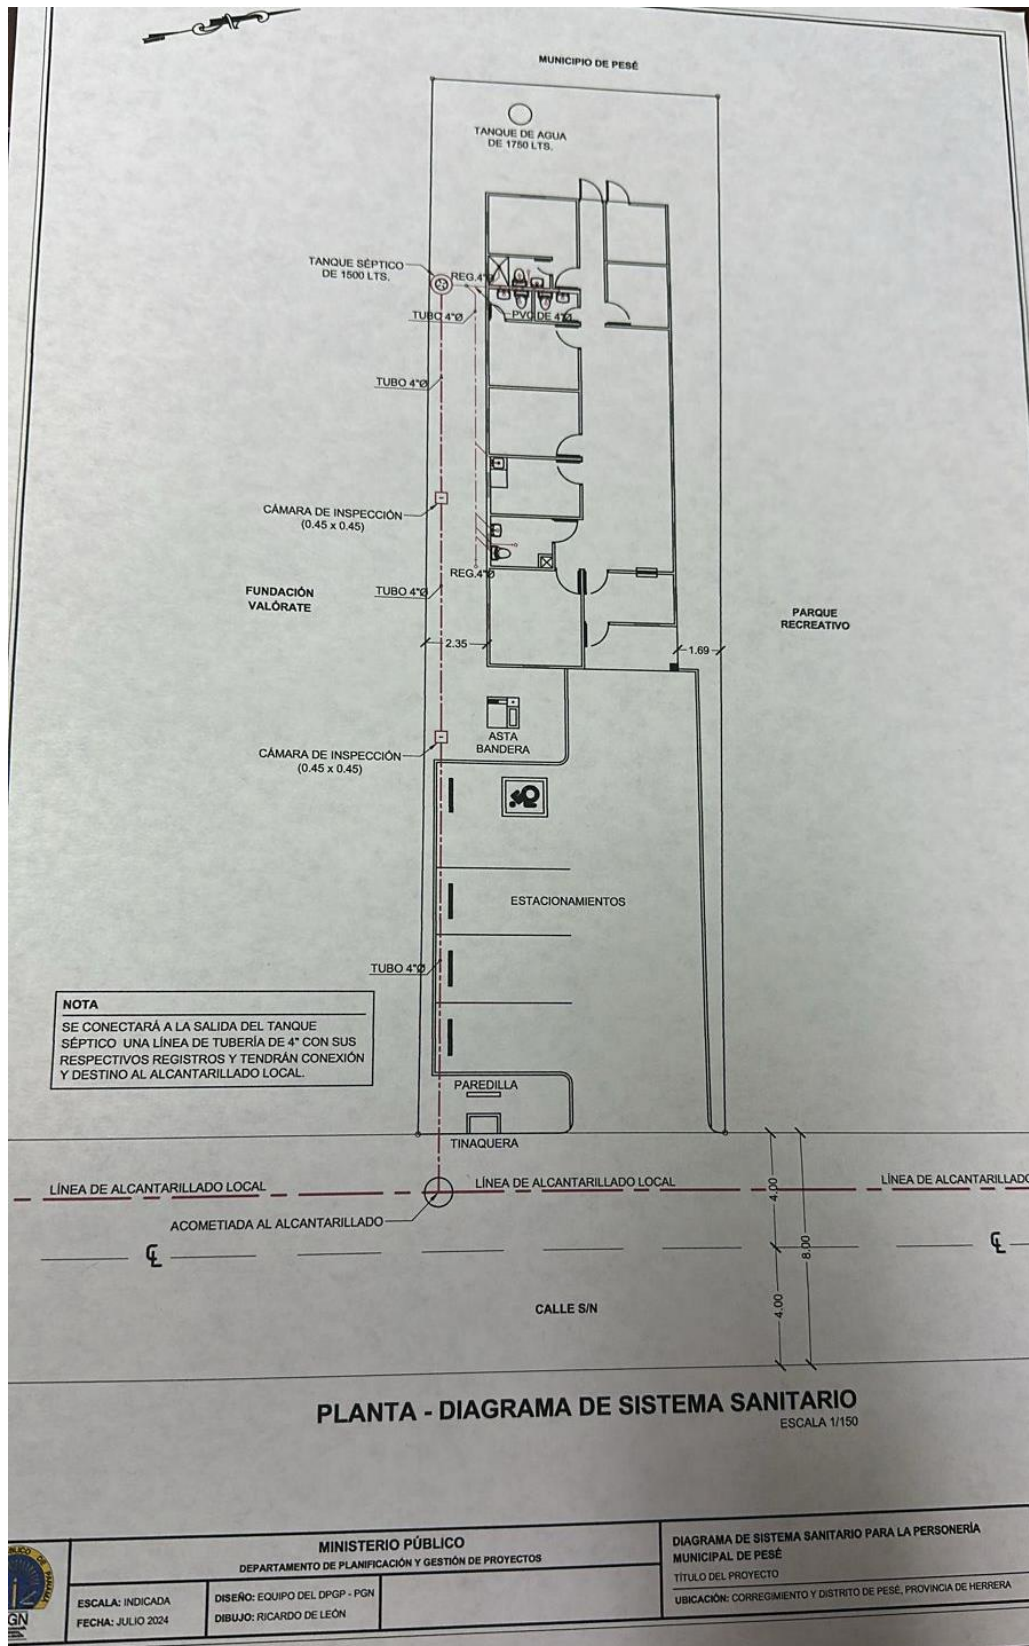 MUNICIPIO DE PESÉ
TANQUE DE AGUA
DE 1750 LTS.
TANQUE SÉPTICO
DE 1500 LTS.
REG.4"Ø
TUBO 4"Ø
PVC DE 4"Ø
TUBO 4"Ø
CÁMARA DE INSPECCIÓN
(0.45 x 0.45)
REG.4"Ø
FUNDACIÓN
VALÓRATE
TUBO 4"Ø
PARQUE
RECREATIVO
2.35
1.69
ASTA
BANDERA
CÁMARA DE INSPECCIÓN
(0.45 x 0.45)
ESTACIONAMIENTOS
TUBO 4"Ø
NOTA
SE CONECTARÁ A LA SALIDA DEL TANQUE
SÉPTICO UNA LÍNEA DE TUBERÍA DE 4" CON SUS
RESPECTIVOS REGISTROS Y TENDRÁN CONEXIÓN
Y DESTINO AL ALCANTARILLADO LOCAL.
PAREDILLA
TINAQUERA
LÍNEA DE ALCANTARILLADO LOCAL
LÍNEA DE ALCANTARILLADO LOCAL
LÍNEA DE ALCANTARILLADO
4.00
ACOMETIADA AL ALCANTARILLADO
8.00
4.00
CALLE S/N
PLANTA - DIAGRAMA DE SISTEMA SANITARIO
ESCALA 1/150
MINISTERIO PÚBLICO
DEPARTAMENTO DE PLANIFICACIÓN Y GESTIÓN DE PROYECTOS
ESCALA: INDICADA
FECHA: JULIO 2024
DISEÑO: EQUIPO DEL DPGP - PGN
DIBUJO: RICARDO DE LEÓN
DIAGRAMA DE SISTEMA SANITARIO PARA LA PERSONERÍA
MUNICIPAL DE PESÉ
TÍTULO DEL PROYECTO
UBICACIÓN: CORREGIMIENTO Y DISTRITO DE PESÉ, PROVINCIA DE HERRERA